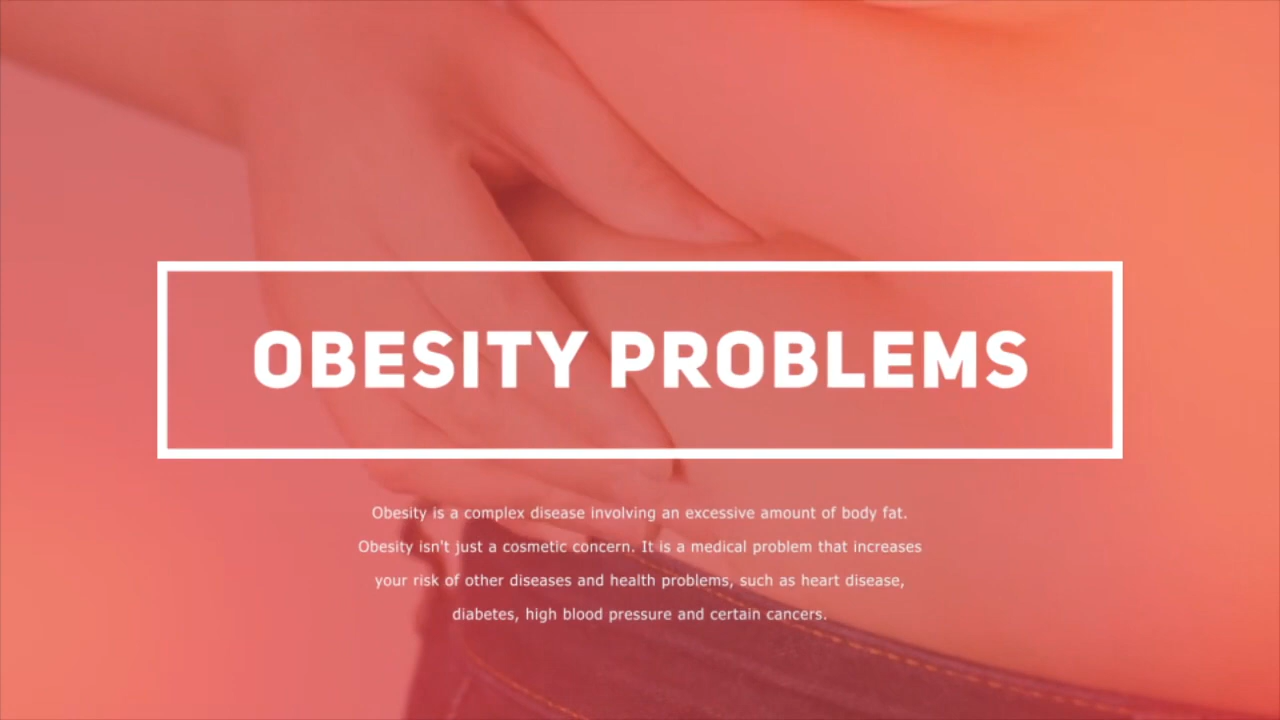 OBESITY PROBLEMS
Obesity is a complex disease involving an excessive amount of body fat.
Obesity isn't just a cosmetic concern. It is a medical problem that increases
your risk of other diseases and health problems, such as heart disease,
diabetes, high blood pressure and certain cancers.